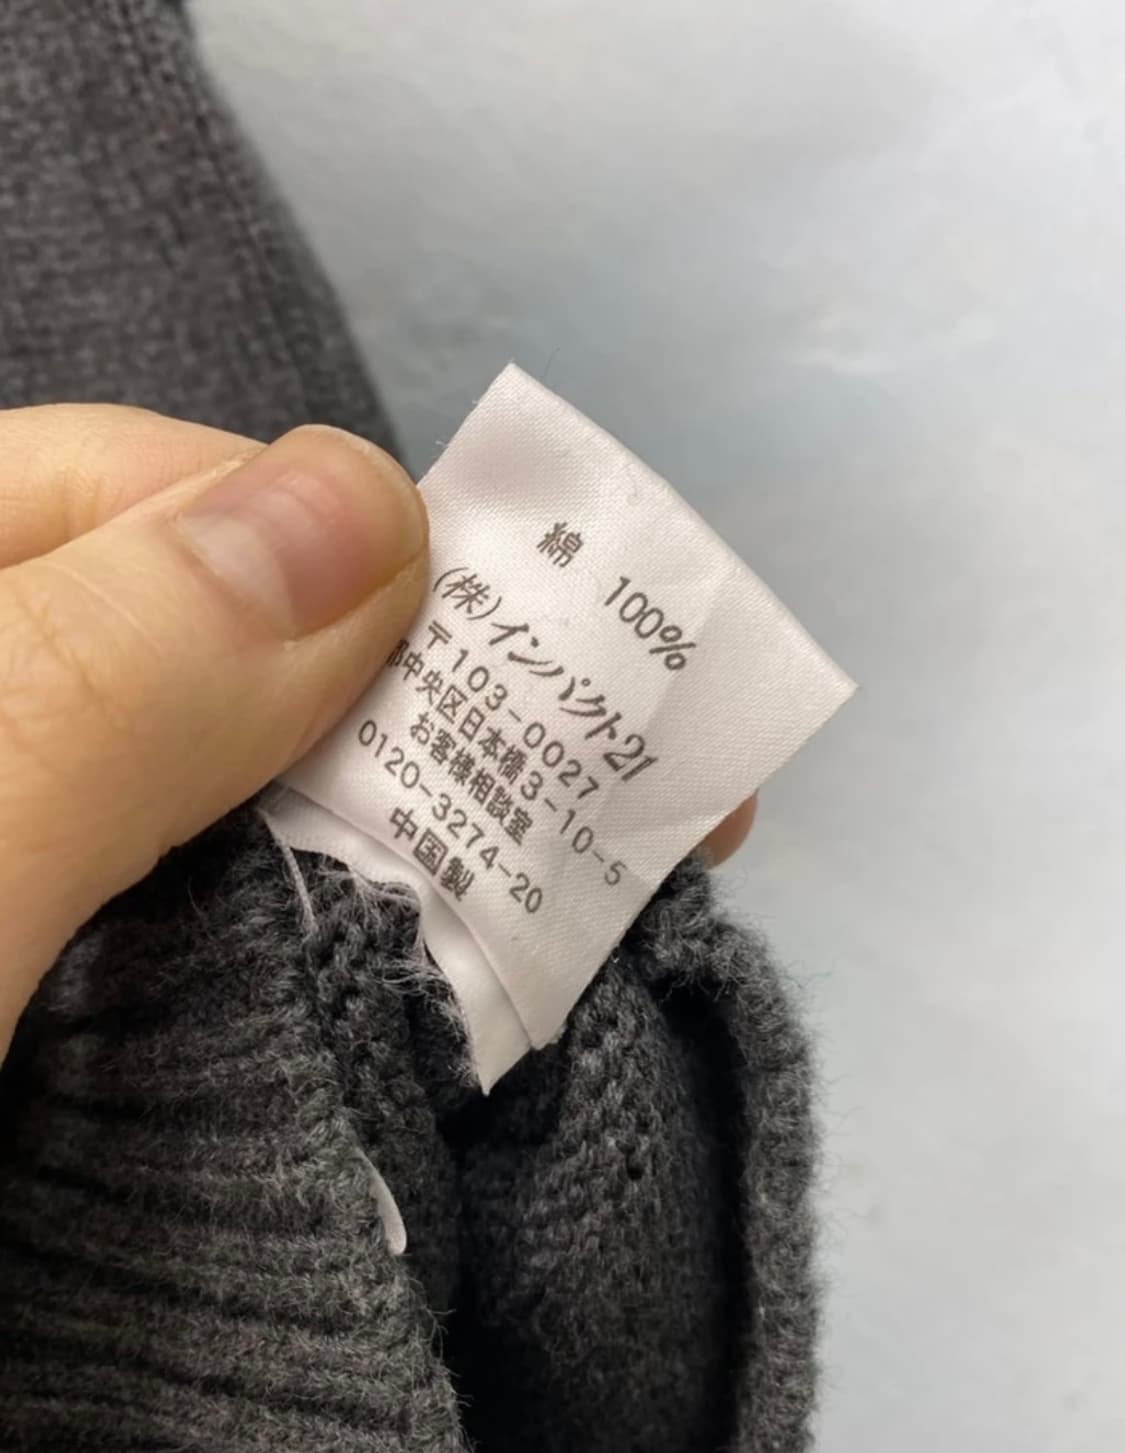 綿 100%
(株)インパクト21
〒103-0027
都中央区日本橋3-10-5
お客様相談室
0120-3274-20
中国製